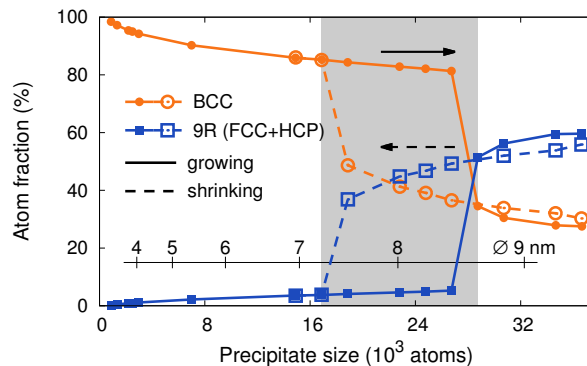 100
80
60
40
20
0
Atom fraction (%)
BCC
9R (FCC+HCP)
growing
shrinking
4 5 6 7 8 ∅ 9 nm
0 8 16 24 32
Precipitate size (10³ atoms)